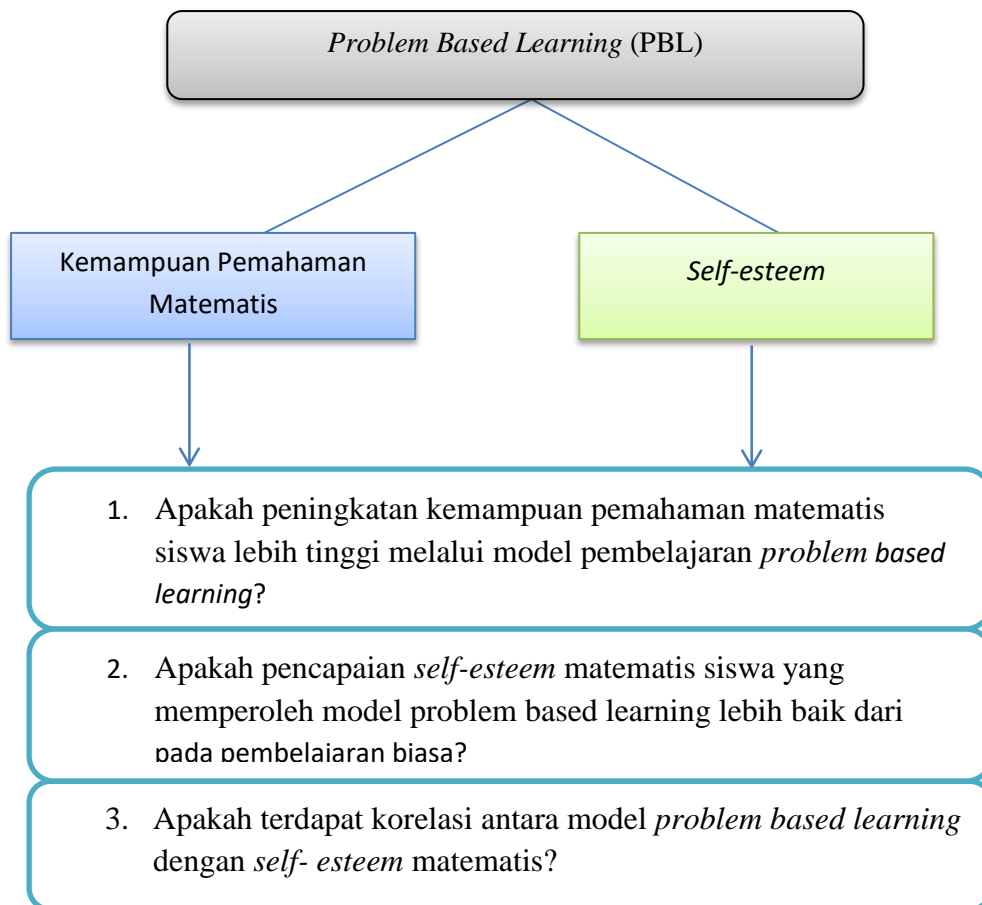 Problem Based Learning (PBL)
Kemampuan Pemahaman
Matematis
Self-esteem
1. Apakah peningkatan kemampuan pemahaman matematis
siswa lebih tinggi melalui model pembelajaran problem based
learning?
2. Apakah pencapaian self-esteem matematis siswa yang
memperoleh model problem based learning lebih baik dari
pada pembelajaran biasa?
3. Apakah terdapat korelasi antara model problem based learning
dengan self- esteem matematis?